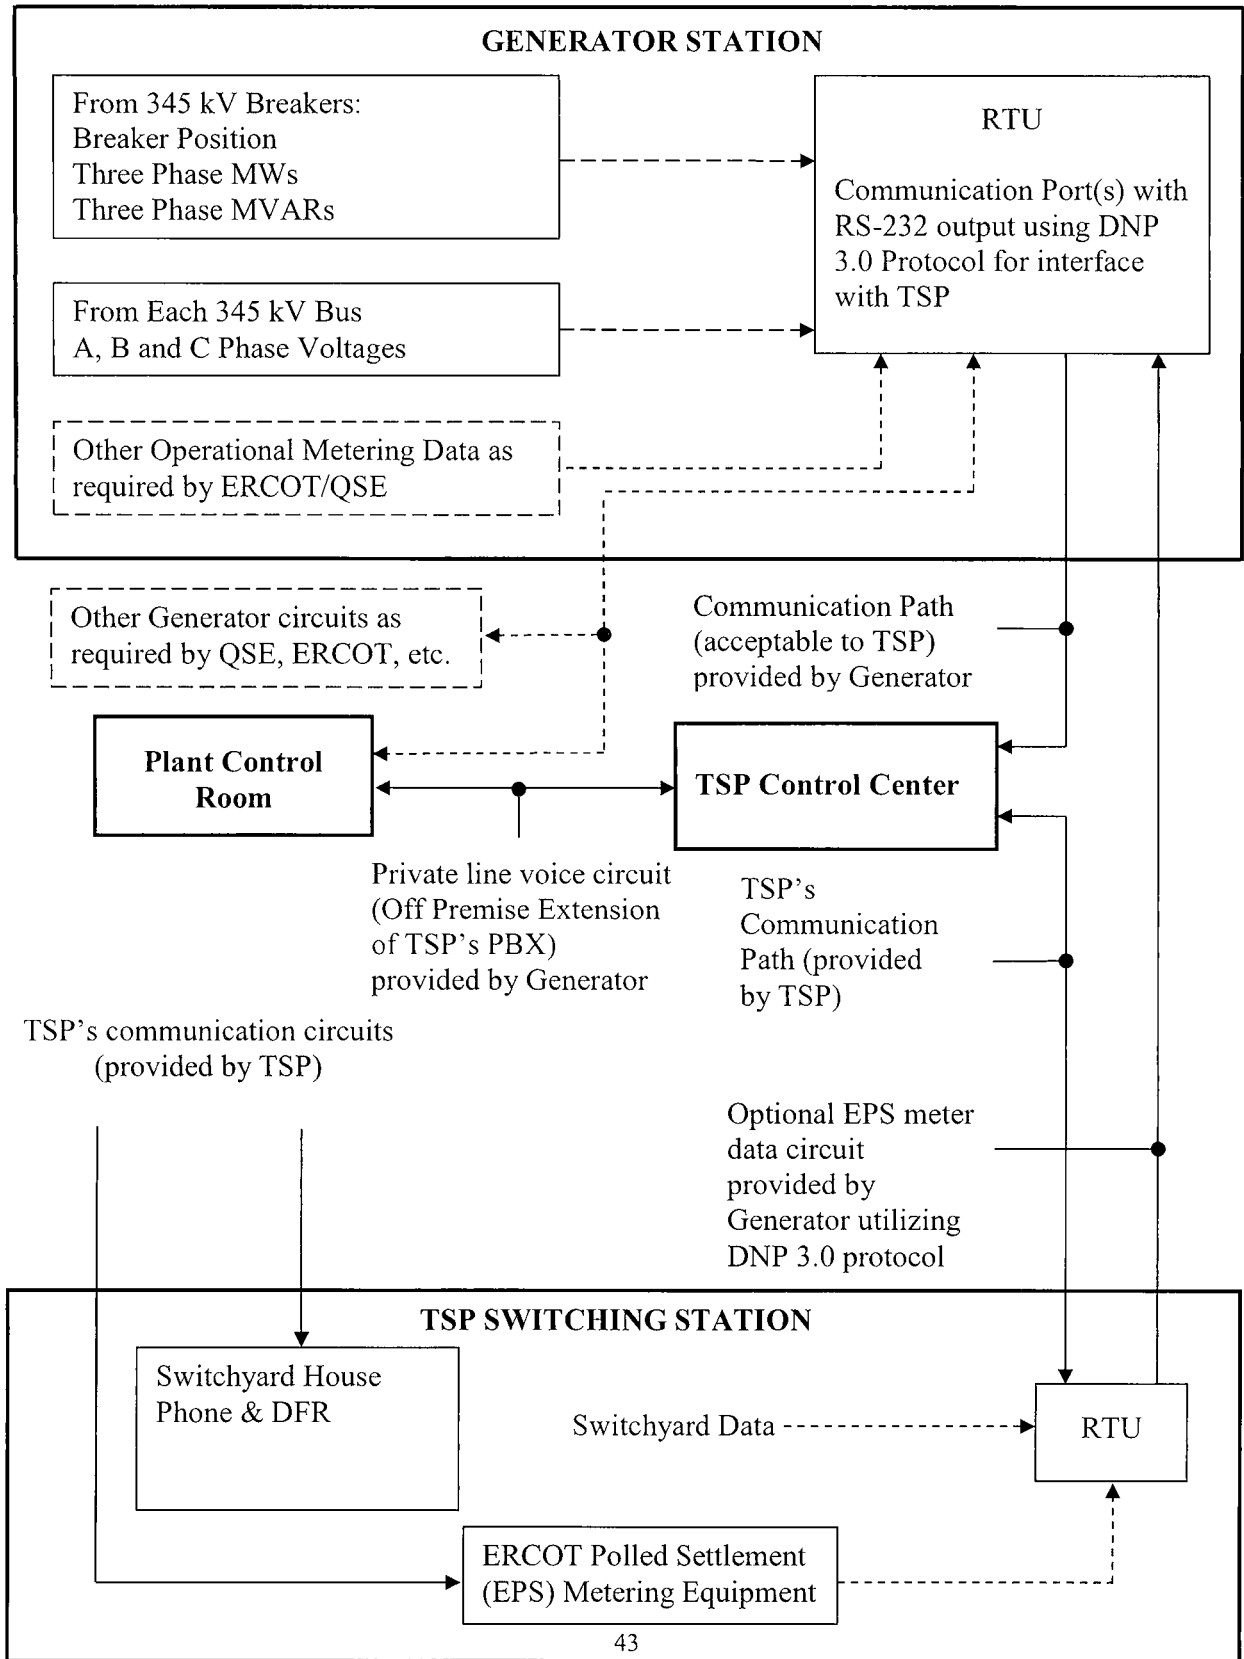 GENERATOR STATION
From 345 kV Breakers:
Breaker Position
Three Phase MWs
Three Phase MVARs
RTU
Communication Port(s) with
RS-232 output using DNP
3.0 Protocol for interface
with TSP
From Each 345 kV Bus
A, B and C Phase Voltages
Other Operational Metering Data as
required by ERCOT/QSE
Other Generator circuits as
required by QSE, ERCOT, etc.
Communication Path
(acceptable to TSP)
provided by Generator
Plant Control
Room
TSP Control Center
Private line voice circuit
(Off Premise Extension
of TSP’s PBX)
provided by Generator
TSP’s
Communication
Path (provided
by TSP)
TSP’s communication circuits
(provided by TSP)
Optional EPS meter
data circuit
provided by
Generator utilizing
DNP 3.0 protocol
TSP SWITCHING STATION
Switchyard House
Phone & DFR
Switchyard Data
RTU
ERCOT Polled Settlement
(EPS) Metering Equipment
43